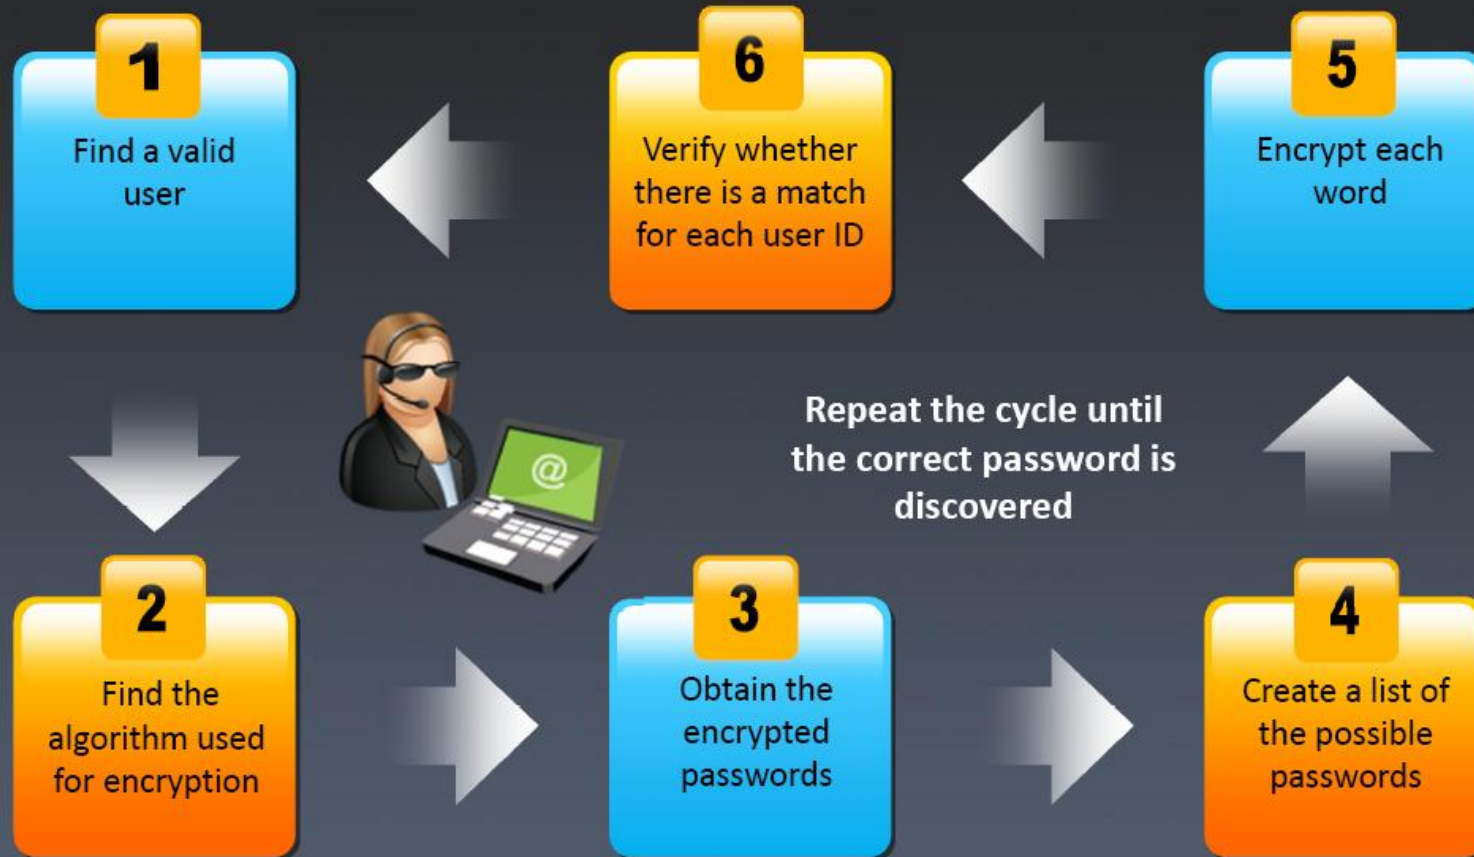 1
Find a valid
user
2
Find the
algorithm used
for encryption
3
Obtain the
encrypted
passwords
4
Create a list of
the possible
passwords
5
Encrypt each
word
6
Verify whether
there is a match
for each user ID
Repeat the cycle until
the correct password is
discovered
@